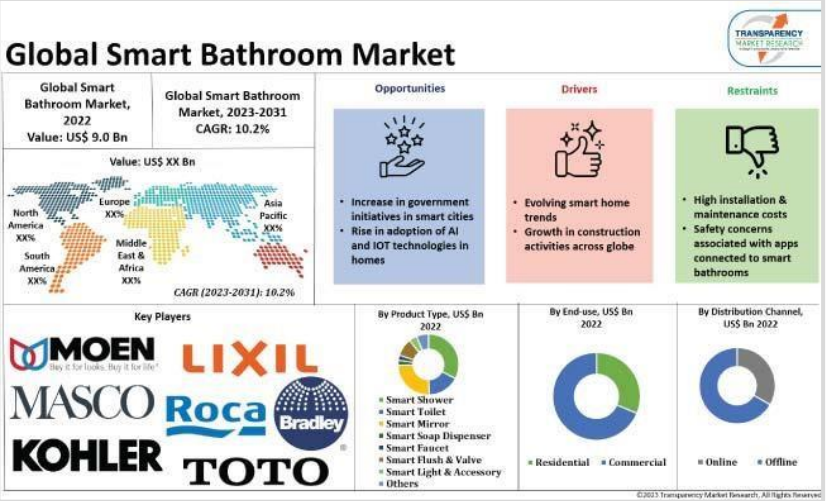 TRANSPARENCY
MARKET RESEARCH
Global Smart Bathroom Market
Global Smart
Bathroom Market,
2022
Value: US$ 9.0 Bn
Global Smart Bathroom
Market, 2023-2031
CAGR: 10.2%
Value: US$ XX Bn
North
America
XX%
Europe
XX%
Asia
Pacific
XX%
South
America
XX%
Middle
East &
Africa
XX%
CAGR (2023-2031): 10.2%
Opportunities
• Increase in government
initiatives in smart cities
• Rise in adoption of AI
and IOT technologies in
homes
Drivers
• Evolving smart home
trends
• Growth in construction
activities across globe
Restraints
• High installation &
maintenance costs
• Safety concerns
associated with apps
connected to smart
bathrooms
Key Players
MOEN
Buy it for looks. Buy it for life®
LIXIL
MASCO
Roca
Bradley
®
KOHLER
TOTO
By Product Type, US$ Bn
2022
Smart Shower
Smart Toilet
Smart Mirror
Smart Soap Dispenser
Smart Faucet
Smart Flush & Valve
Smart Light & Accessory
Others
By End-use, US$ Bn
2022
Residential
Commercial
By Distribution Channel,
US$ Bn 2022
Online
Offline
©2023 Transparency Market Research, All Rights Reserved